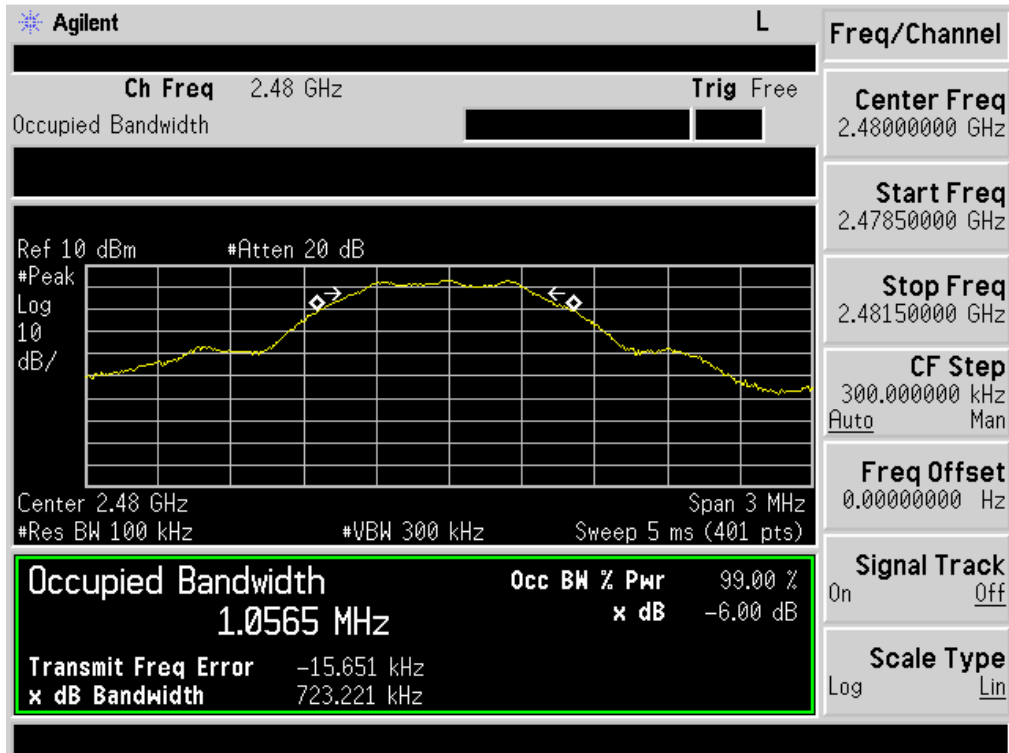 Agilent
L
Ch Freq 2.48 GHz
Trig Free
Occupied Bandwidth
Ref 10 dBm #Atten 20 dB
#Peak
Log
10
dB/
Center 2.48 GHz
Span 3 MHz
#Res BW 100 kHz
#VBW 300 kHz
Sweep 5 ms (401 pts)
Occupied Bandwidth
1.0565 MHz
Occ BW % Pwr 99.00 %
x dB -6.00 dB
Transmit Freq Error -15.651 kHz
x dB Bandwidth 723.221 kHz
Freq/Channel
Center Freq
2.48000000 GHz
Start Freq
2.47850000 GHz
Stop Freq
2.48150000 GHz
CF Step
300.000000 kHz
Auto Man
Freq Offset
0.00000000 Hz
Signal Track
On Off
Scale Type
Log Lin